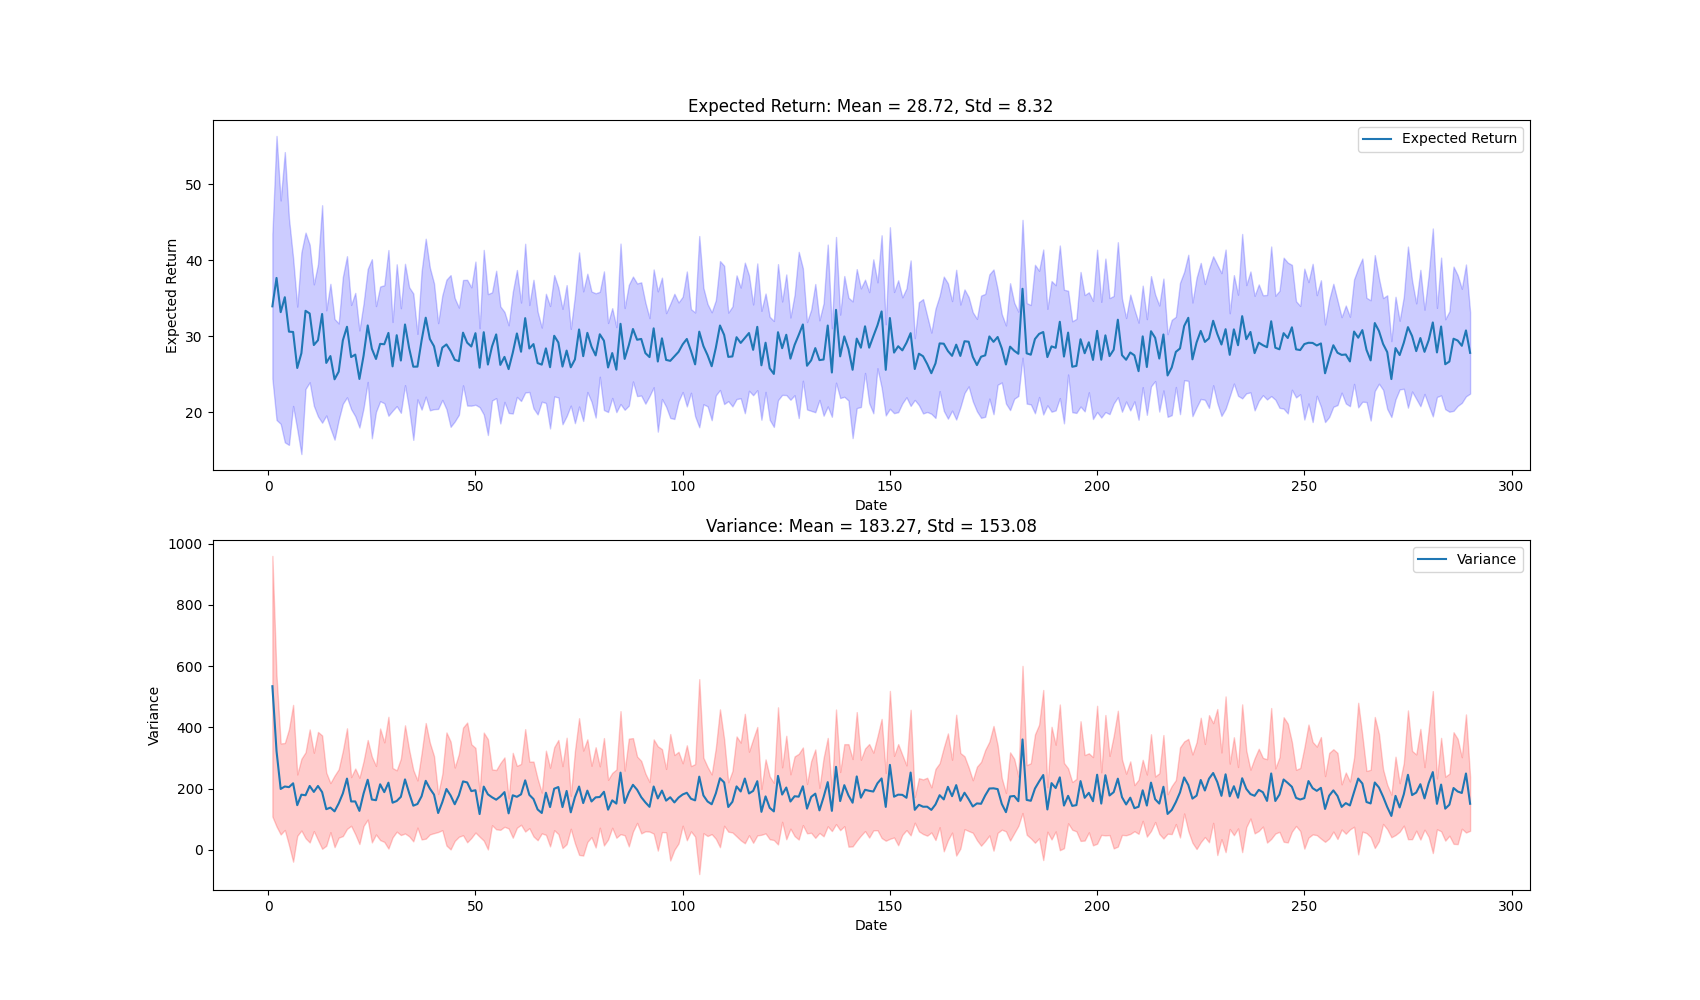 Expected Return: Mean = 28.72, Std = 8.32
Expected Return
50
40
30
20
Expected Return
0 50 100 150 200 250 300
Date
Variance: Mean = 183.27, Std = 153.08
Variance
1000
800
600
400
200
0
Variance
0 50 100 150 200 250 300
Date